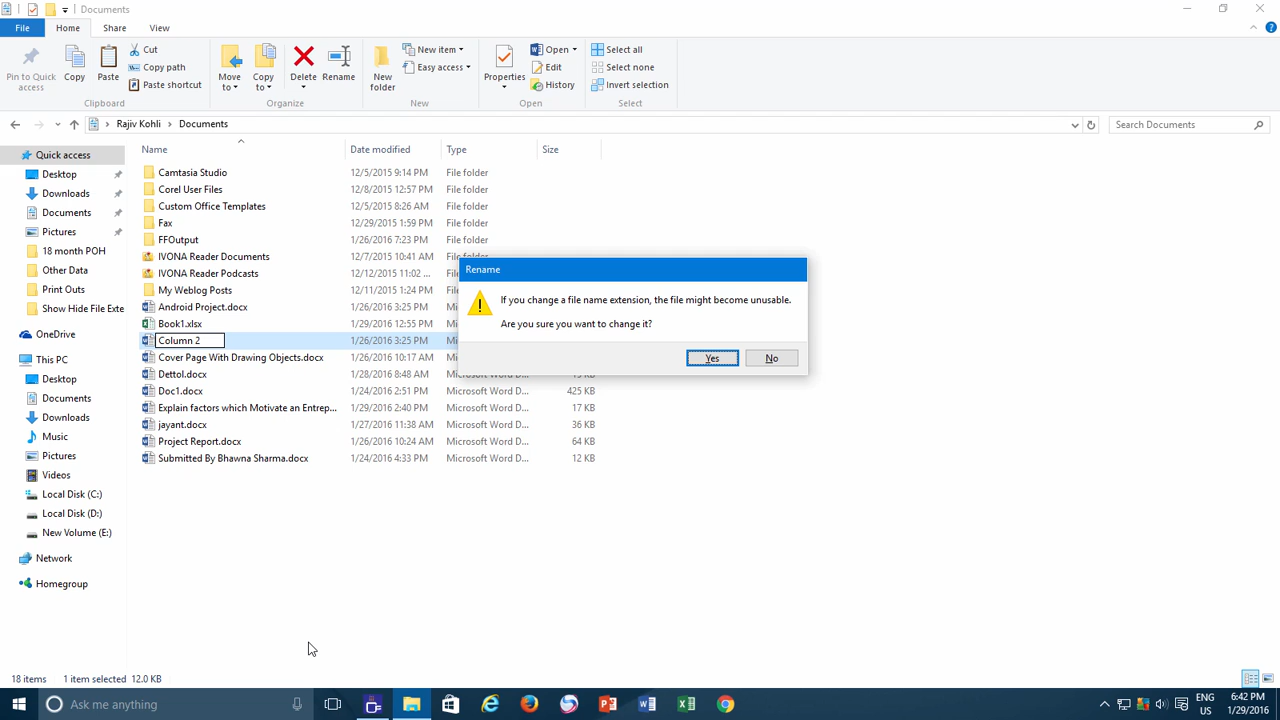 Documents
File Home Share View
Pin to Quick access
Copy
Paste
Cut
Copy path
Paste shortcut
Clipboard
Move to
Copy to
Delete
Rename
Organize
New folder
New item
Easy access
New
Properties
Open
Edit
History
Open
Select all
Select none
Invert selection
Select
Rajiv Kohli > Documents
Search Documents
Name Date modified Type Size
Quick access
Desktop
Downloads
Documents
Pictures
18 month POH
Other Data
Print Outs
Show Hide File Exte
OneDrive
This PC
Desktop
Documents
Downloads
Music
Pictures
Videos
Local Disk (C:)
Local Disk (D:)
New Volume (E:)
Network
Homegroup
Camtasia Studio 12/5/2015 9:14 PM File folder
Corel User Files 12/8/2015 12:57 PM File folder
Custom Office Templates 12/5/2015 8:26 AM File folder
Fax 12/29/2015 1:59 PM File folder
FFOutput 1/26/2016 7:23 PM File folder
IVONA Reader Documents 12/7/2015 10:41 AM File folder
IVONA Reader Podcasts 12/12/2015 11:02 ...
My Weblog Posts 12/11/2015 1:24 PM
Android Project.docx 1/26/2016 3:25 PM
Book1.xlsx 1/29/2016 12:55 PM
Column 2 1/26/2016 3:25 PM
Cover Page With Drawing Objects.docx 1/26/2016 10:17 AM
Dettol.docx 1/28/2016 8:48 AM Microsoft Word D... 15 KB
Doc1.docx 1/24/2016 2:51 PM Microsoft Word D... 425 KB
Explain factors which Motivate an Entrep... 1/29/2016 2:40 PM Microsoft Word D... 17 KB
jayant.docx 1/27/2016 11:38 AM Microsoft Word D... 36 KB
Project Report.docx 1/26/2016 10:24 AM Microsoft Word D... 64 KB
Submitted By Bhawna Sharma.docx 1/24/2016 4:33 PM Microsoft Word D... 12 KB
Rename
If you change a file name extension, the file might become unusable.
Are you sure you want to change it?
Yes No
18 items 1 item selected 12.0 KB
Ask me anything
ENG
US
6:42 PM
1/29/2016